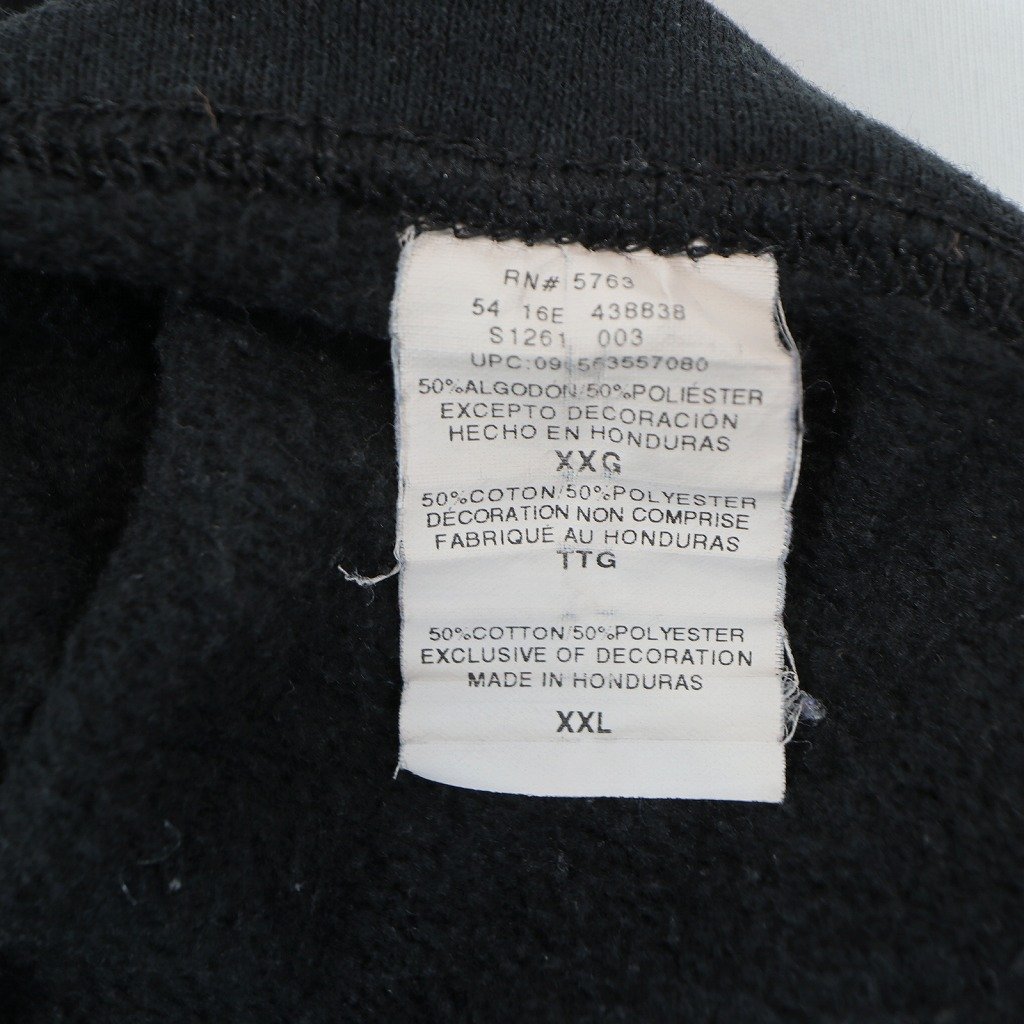 RN# 5763
54 16E 438838
S1261 003
UPC:09 563557080
50%ALGODÓN/50%POLIÉSTER
EXCEPTO DECORACIÓN
HECHO EN HONDURAS
XXG
50%COTON/50%POLYESTER
DÉCORATION NON COMPRISE
FABRIQUÉ AU HONDURAS
TTG
50%COTTON/50%POLYESTER
EXCLUSIVE OF DECORATION
MADE IN HONDURAS
XXL